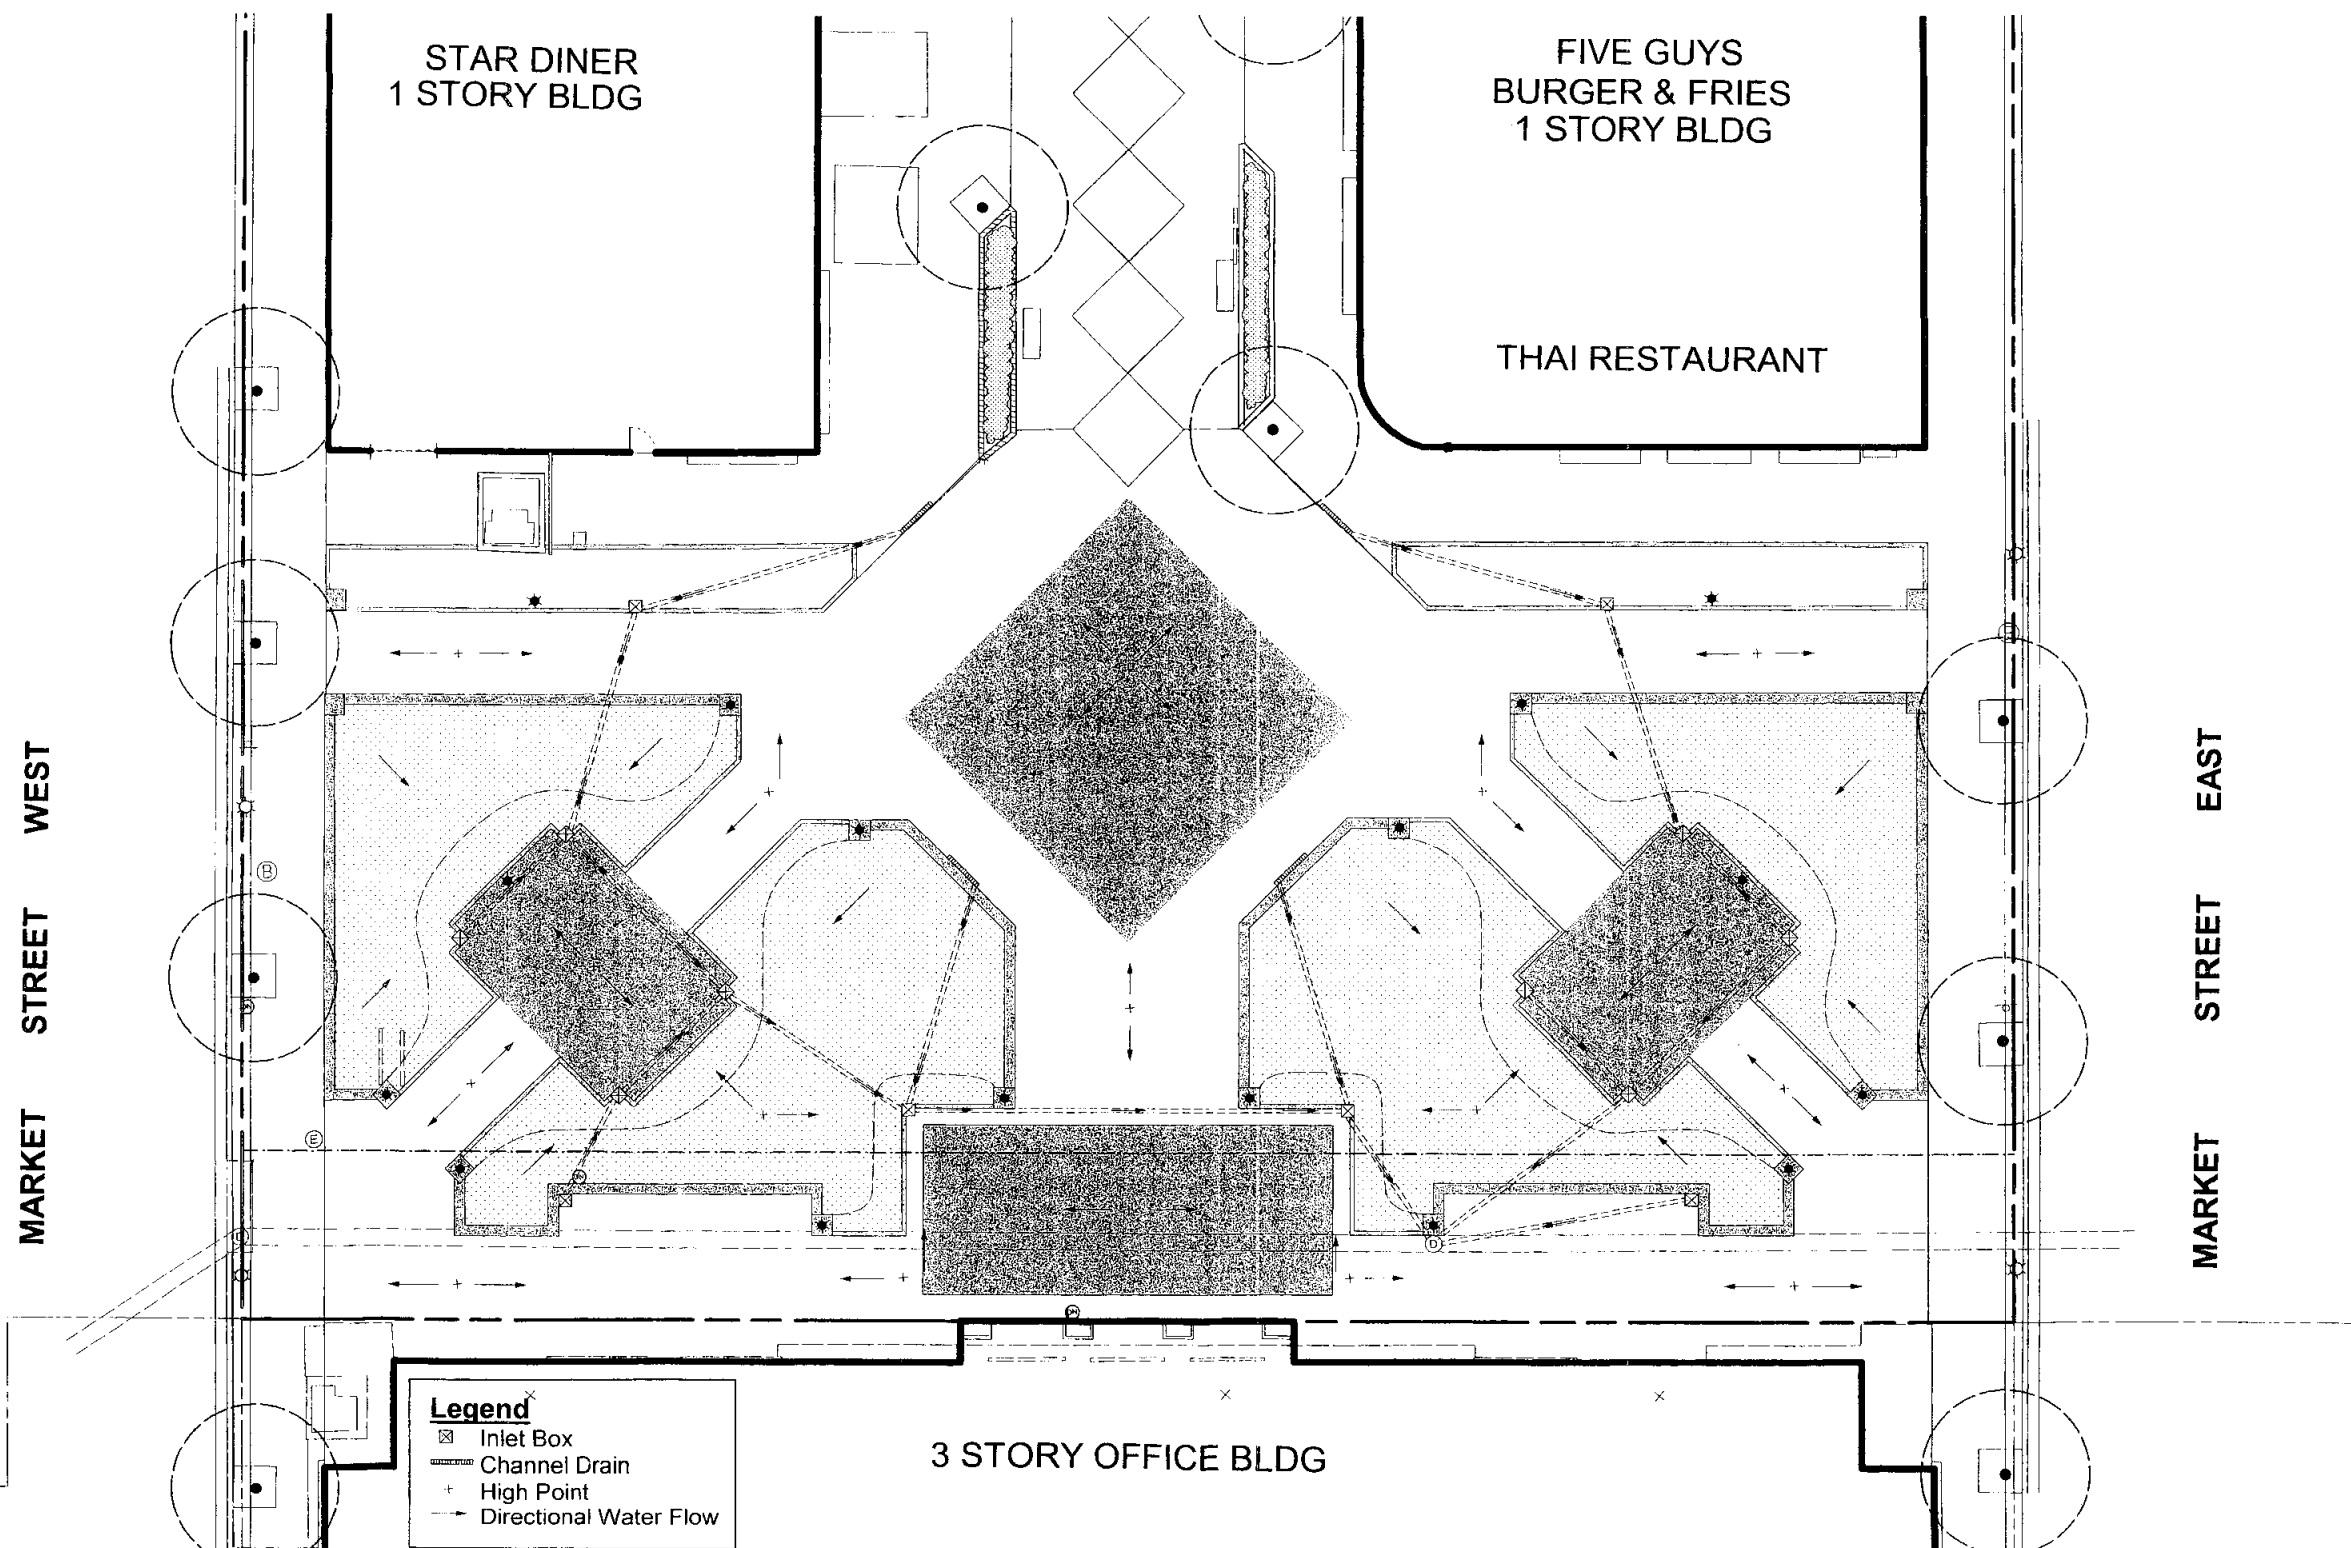 STAR DINER
1 STORY BLDG
FIVE GUYS
BURGER & FRIES
1 STORY BLDG
THAI RESTAURANT
MARKET STREET WEST
MARKET STREET EAST
B
E
D
3 STORY OFFICE BLDG
Legend
Inlet Box
Channel Drain
High Point
Directional Water Flow